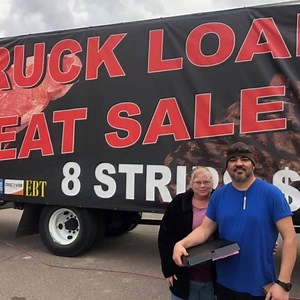 RUCK LOA
EAT SALE
EBT 8 STRI $